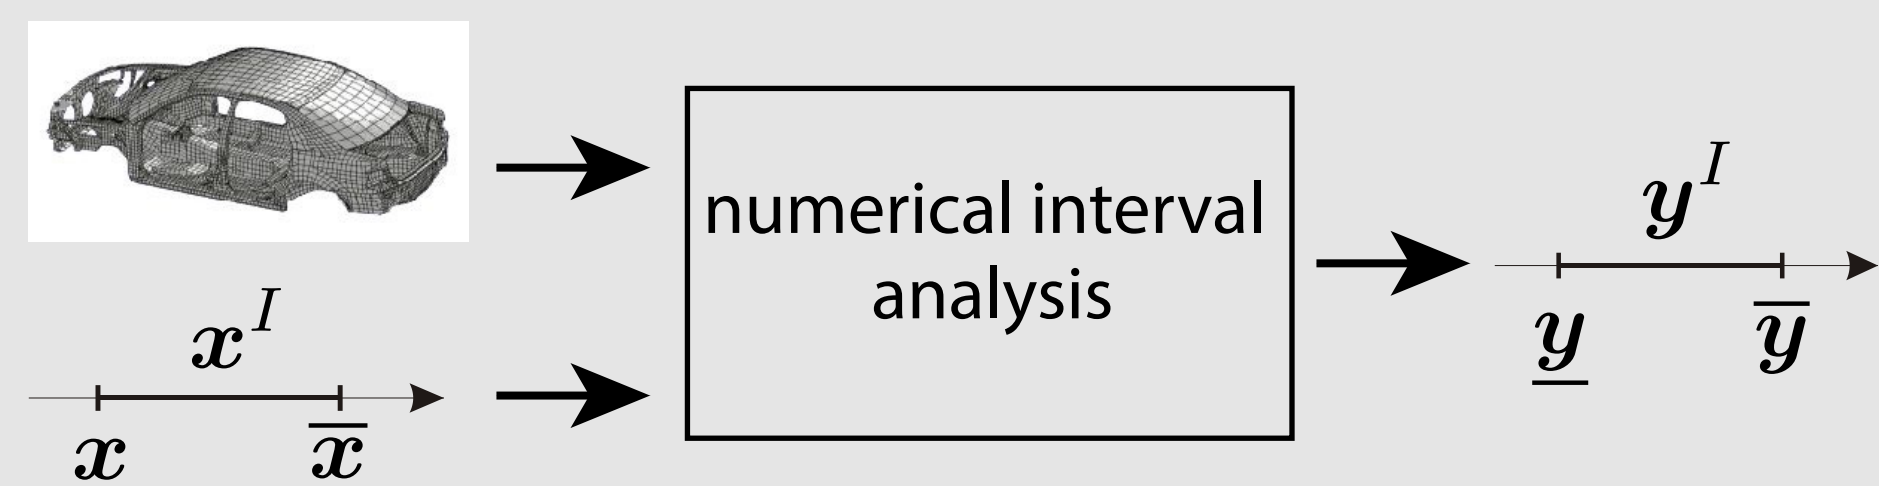 numerical interval
analysis
x^I
x x̅
y^I
y̲ y̅